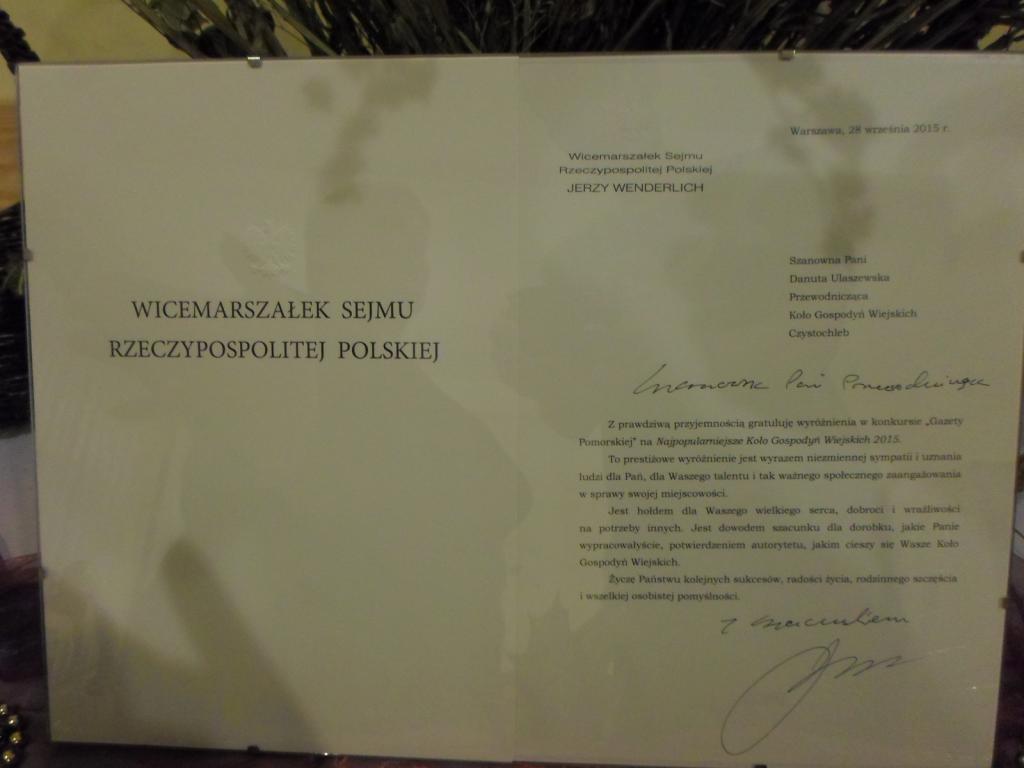 WICEMARSZAŁEK SEJMU
RZECZYPOSPOLITEJ POLSKIEJ
Warszawa, 28 września 2015 r.
Wicemarszałek Sejmu
Rzeczypospolitej Polskiej
JERZY WENDERLICH
Szanowna Pani
Danuta Ulaszewska
Przewodnicząca
Koło Gospodyń Wiejskich
Czystochleb
Szanowna Pani Przewodnicząca
Z prawdziwą przyjemnością gratuluję wyróżnienia w konkursie „Gazety
Pomorskiej” na Najpopularniejsze Koło Gospodyń Wiejskich 2015.
To prestiżowe wyróżnienie jest wyrazem niezmiennej sympatii i uznania
ludzi dla Pań, dla Waszego talentu i tak ważnego społecznego zaangażowania
w sprawy swojej miejscowości.
Jest hołdem dla Waszego wielkiego serca, dobroci i wrażliwości
na potrzeby innych. Jest dowodem szacunku dla dorobku, jakie Panie
wypracowałyście, potwierdzeniem autorytetu, jakim cieszy się Wasze Koło
Gospodyń Wiejskich.
Życzę Państwu kolejnych sukcesów, radości życia, rodzinnego szczęścia
i wszelkiej osobistej pomyślności.
z szacunkiem